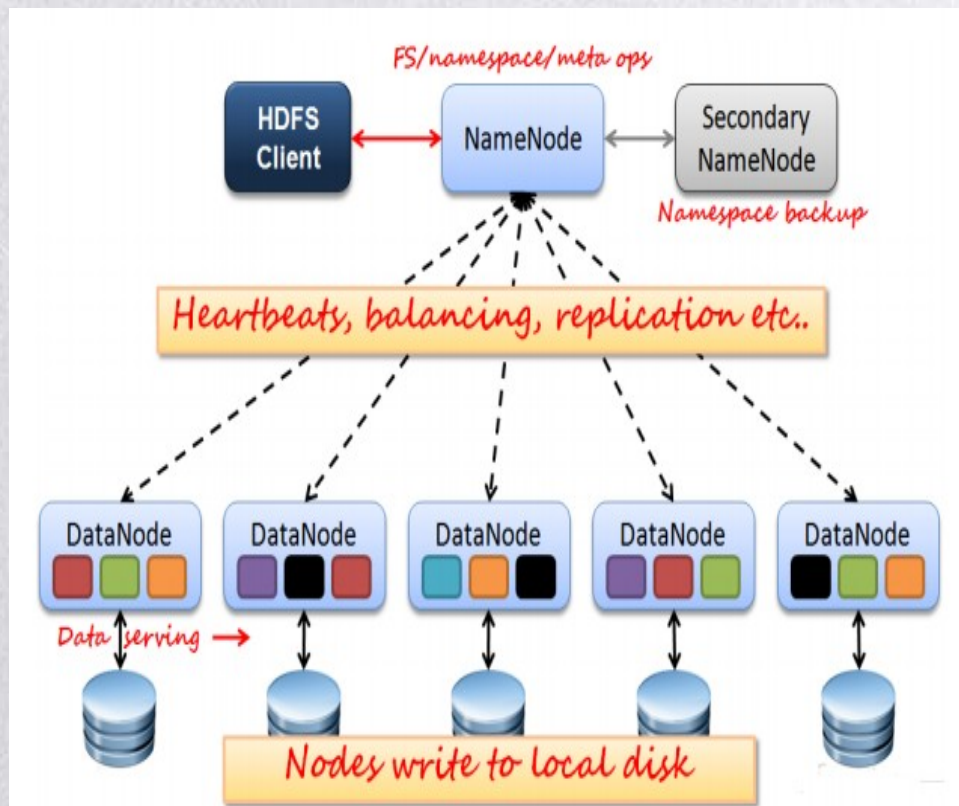 FS/namespace/meta ops
HDFS
Client
NameNode
Secondary
NameNode
Namespace backup
Heartbeats, balancing, replication etc..
DataNode
DataNode
DataNode
DataNode
DataNode
Data serving
Nodes write to local disk